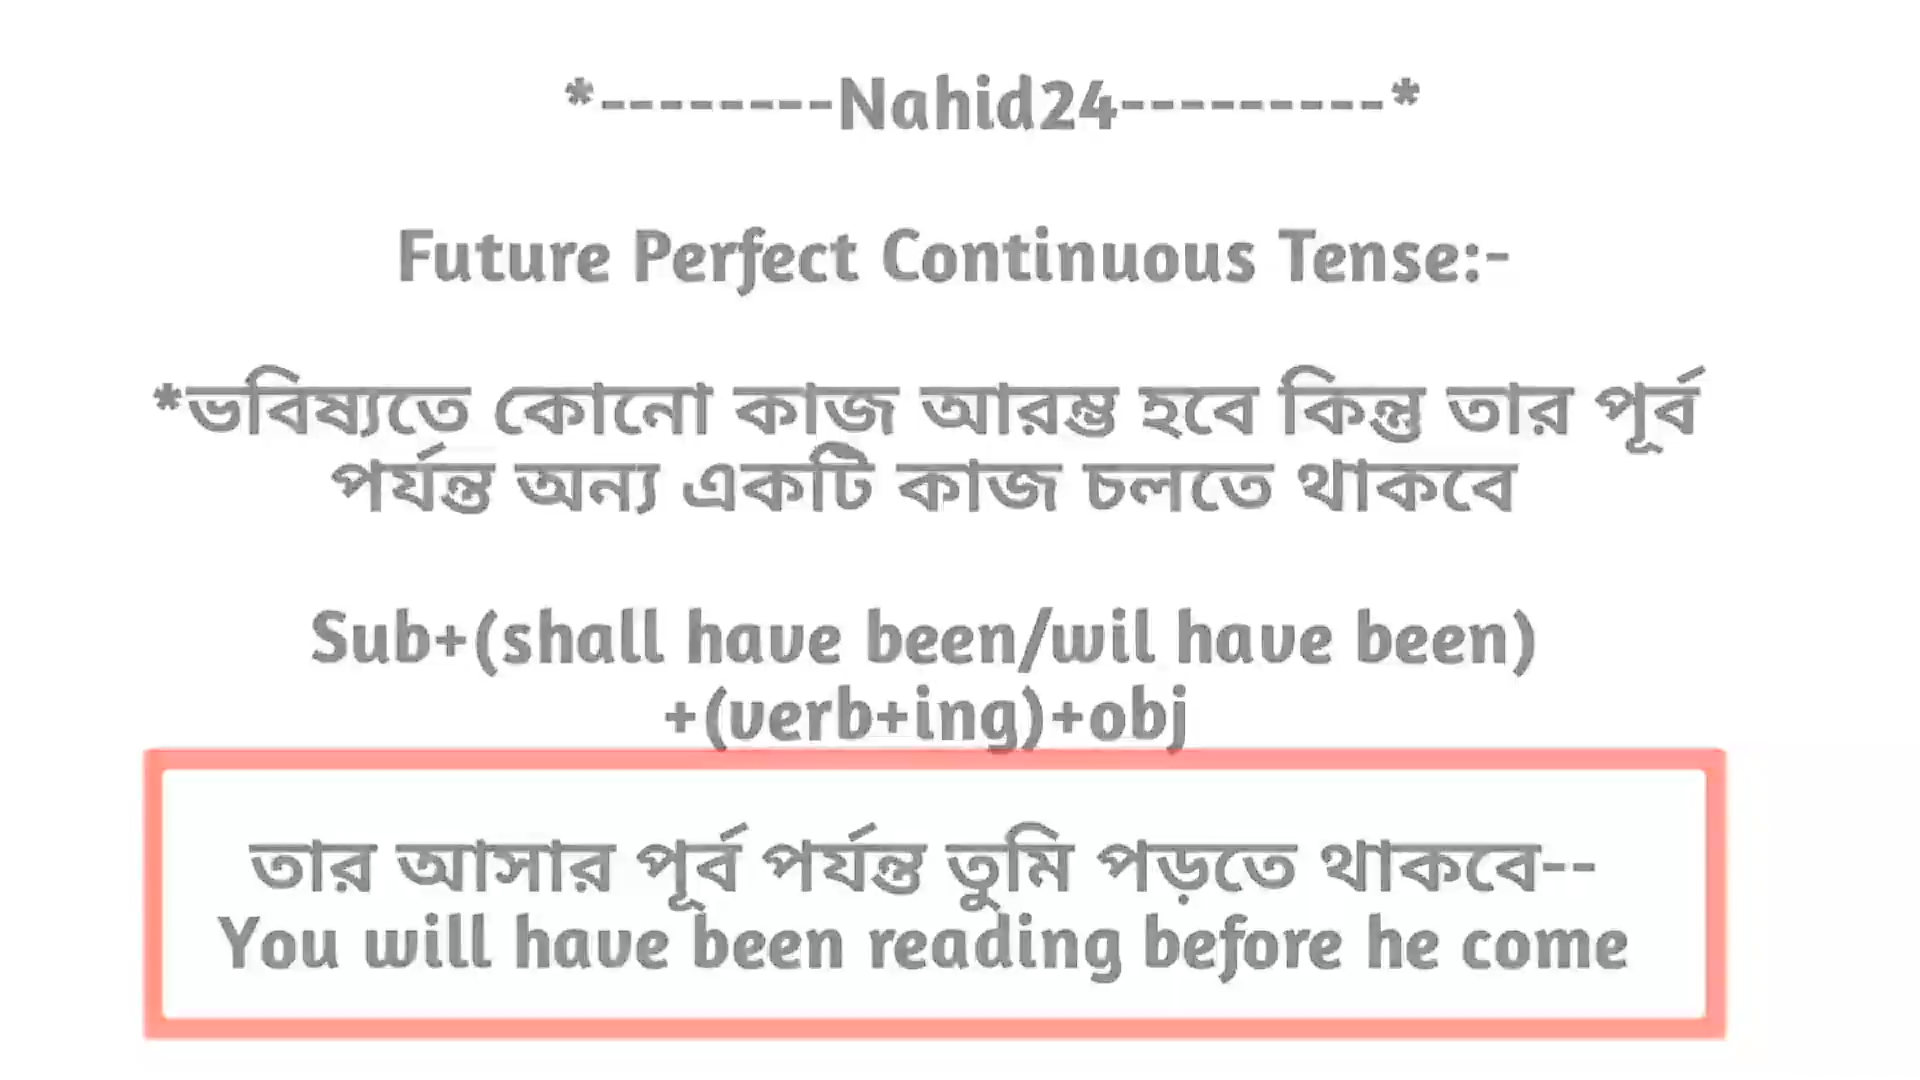 *--------Nahid24---------*
Future Perfect Continuous Tense:-
*ভবিষ্যতে কোনো কাজ আরম্ভ হবে কিন্তু তার পূর্ব
পর্যন্ত অন্য একটি কাজ চলতে থাকবে
Sub+(shall have been/wil have been)
+(verb+ing)+obj
তার আসার পূর্ব পর্যন্ত তুমি পড়তে থাকবে--
You will have been reading before he come